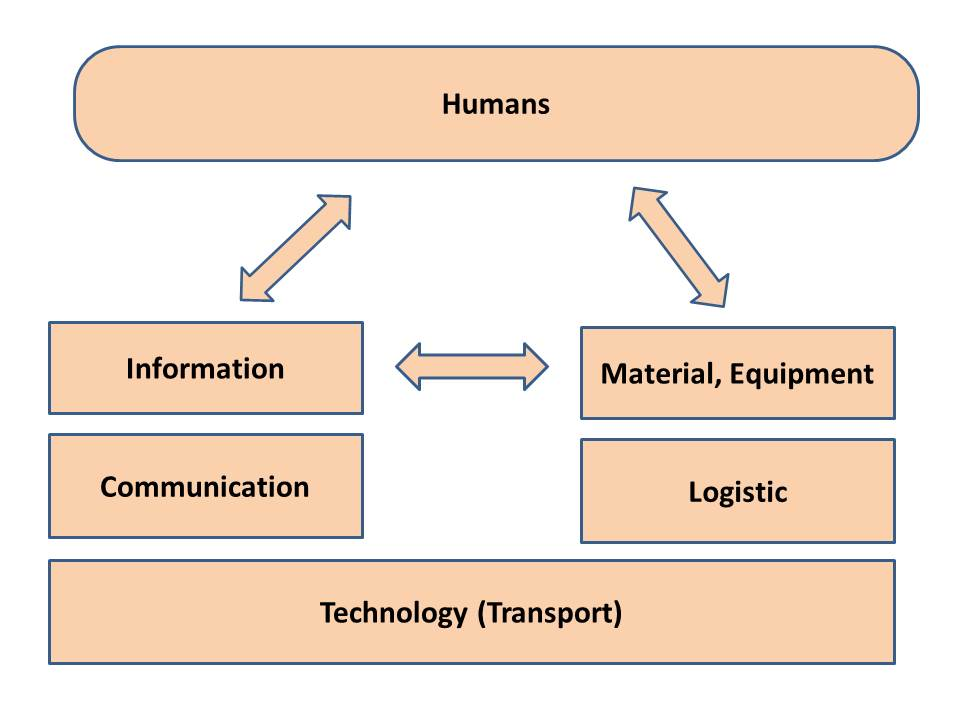 Humans
Information
Material, Equipment
Communication
Logistic
Technology (Transport)